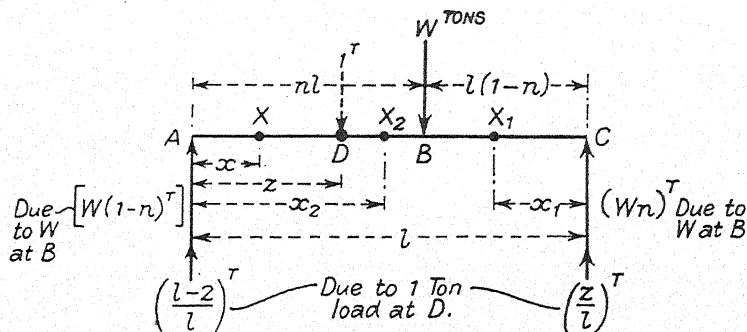 W TONS
1ᵀ
nl
l(1-n)
X
X₂
X₁
A
D
B
C
x
z
x₂
x₁
l
Due to W at B
[W(1-n)ᵀ]
(Wn)ᵀ Due to W at B
((l-2)/l)ᵀ
Due to 1 Ton
load at D.
(z/l)ᵀ